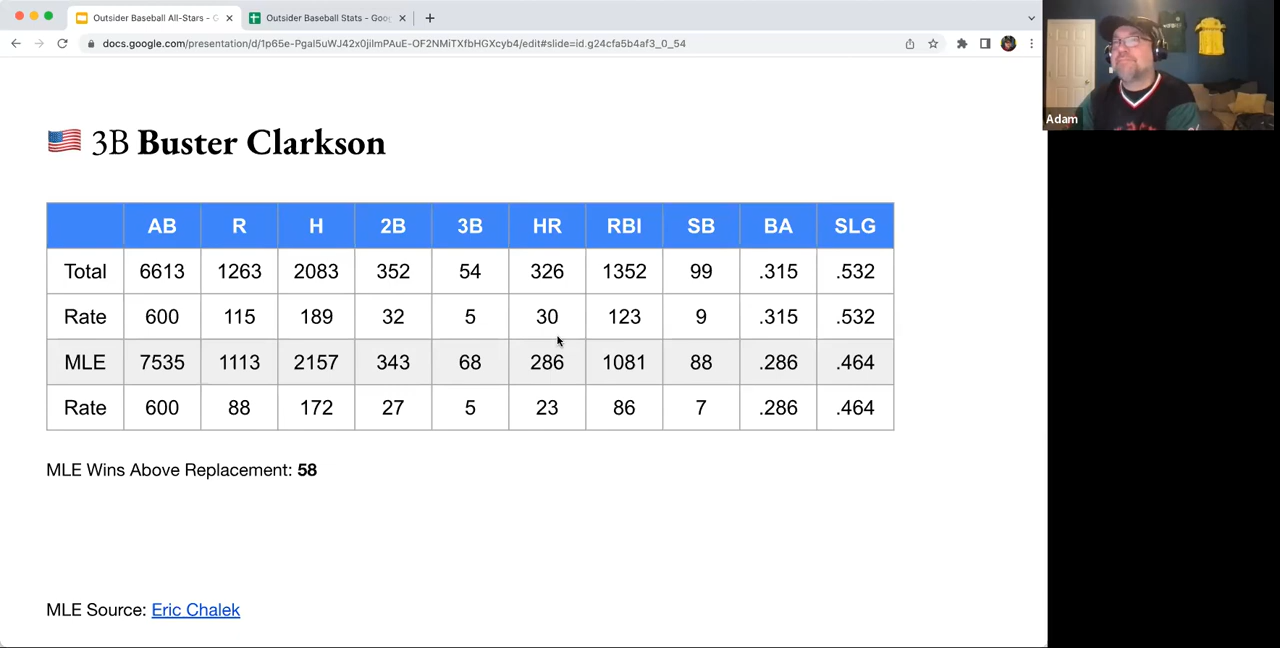 Outsider Baseball All-Stars - G
Outsider Baseball Stats - Goog
docs.google.com/presentation/d/1p65e-Pgal5uWJ42x0jilmPAuE-OF2NMiTXfbHGXcyb4/edit#slide=id.g24cfa5b4af3_0_54
Adam
3B Buster Clarkson
AB R H 2B 3B HR RBI SB BA SLG
Total 6613 1263 2083 352 54 326 1352 99 .315 .532
Rate 600 115 189 32 5 30 123 9 .315 .532
MLE 7535 1113 2157 343 68 286 1081 88 .286 .464
Rate 600 88 172 27 5 23 86 7 .286 .464
MLE Wins Above Replacement: 58
MLE Source: Eric Chalek